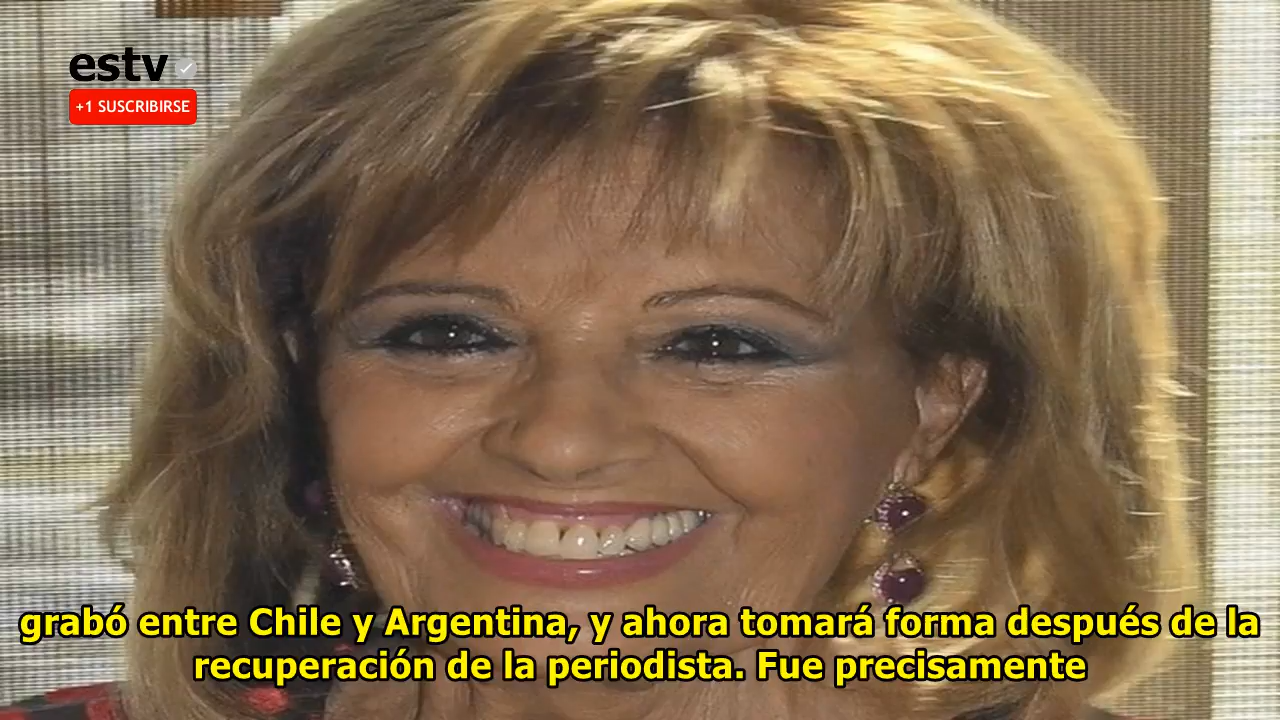 estv
+1 SUSCRIBIRSE
grabó entre Chile y Argentina, y ahora tomará forma después de la
recuperación de la periodista. Fue precisamente